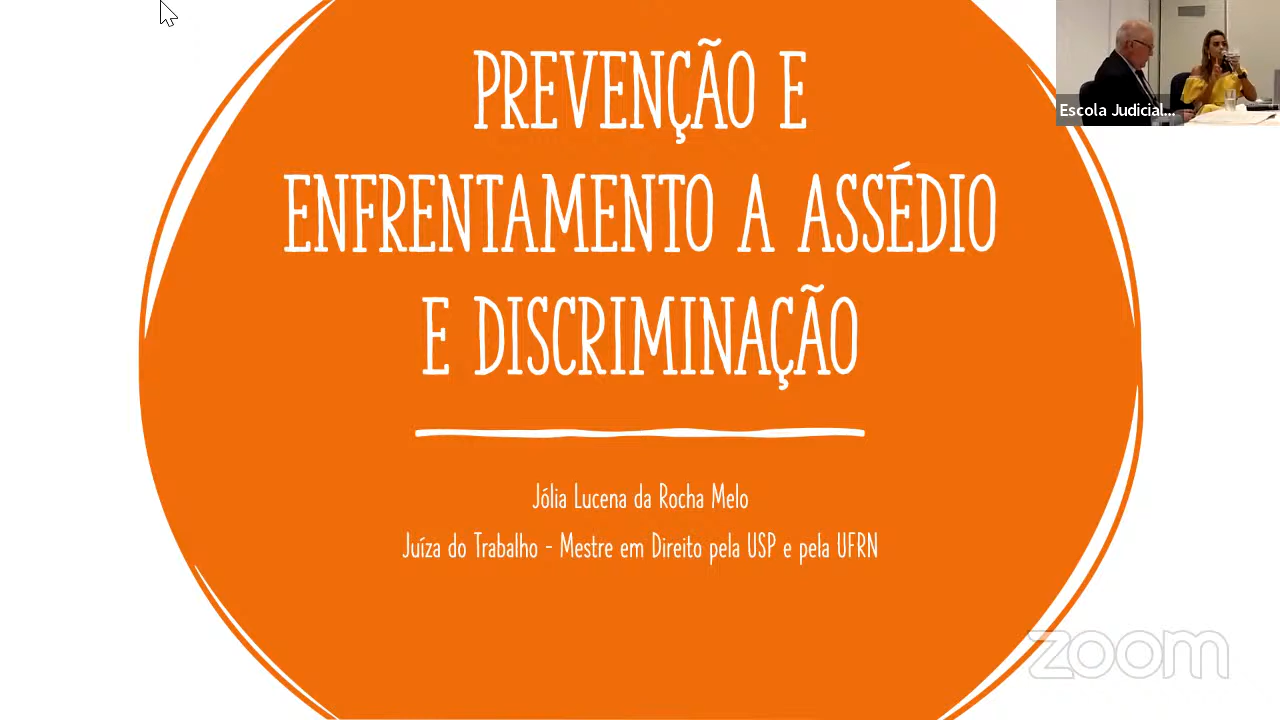 PREVENÇÃO E
ENFRENTAMENTO A ASSÉDIO
E DISCRIMINAÇÃO
Jólia Lucena da Rocha Melo
Juíza do Trabalho - Mestre em Direito pela USP e pela UFRN
Escola Judicial...
zoom